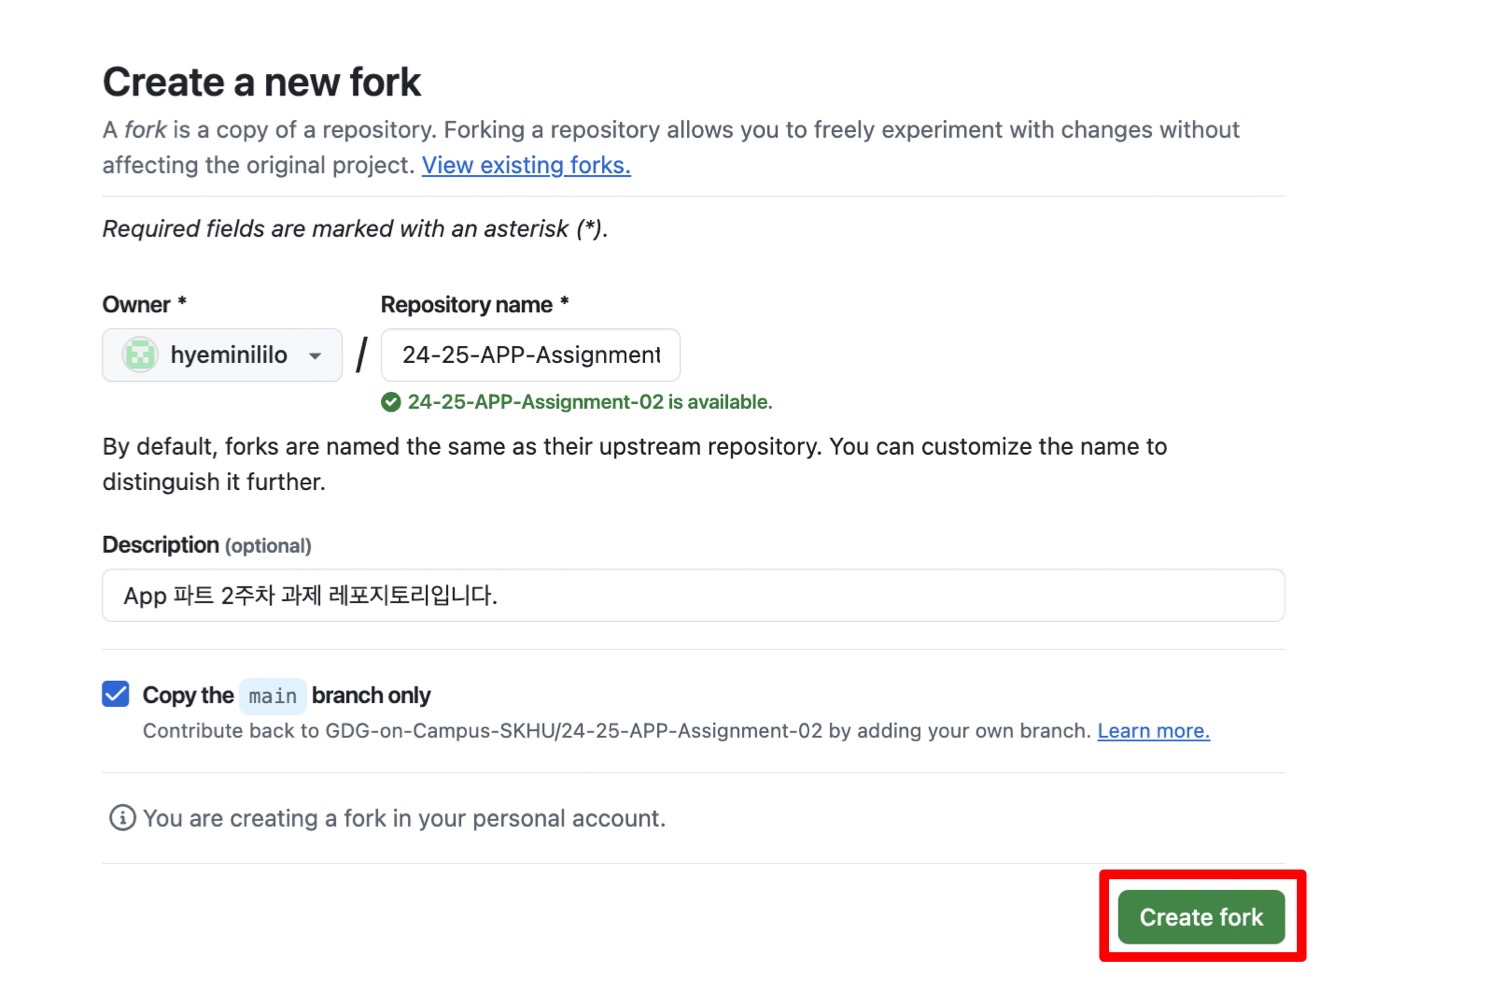 Create a new fork
A fork is a copy of a repository. Forking a repository allows you to freely experiment with changes without
affecting the original project. View existing forks.
Required fields are marked with an asterisk (*).
Owner * Repository name *
hyeminililo / 24-25-APP-Assignment
24-25-APP-Assignment-02 is available.
By default, forks are named the same as their upstream repository. You can customize the name to
distinguish it further.
Description (optional)
App 파트 2주차 과제 레포지토리입니다.
Copy the main branch only
Contribute back to GDG-on-Campus-SKHU/24-25-APP-Assignment-02 by adding your own branch. Learn more.
You are creating a fork in your personal account.
Create fork